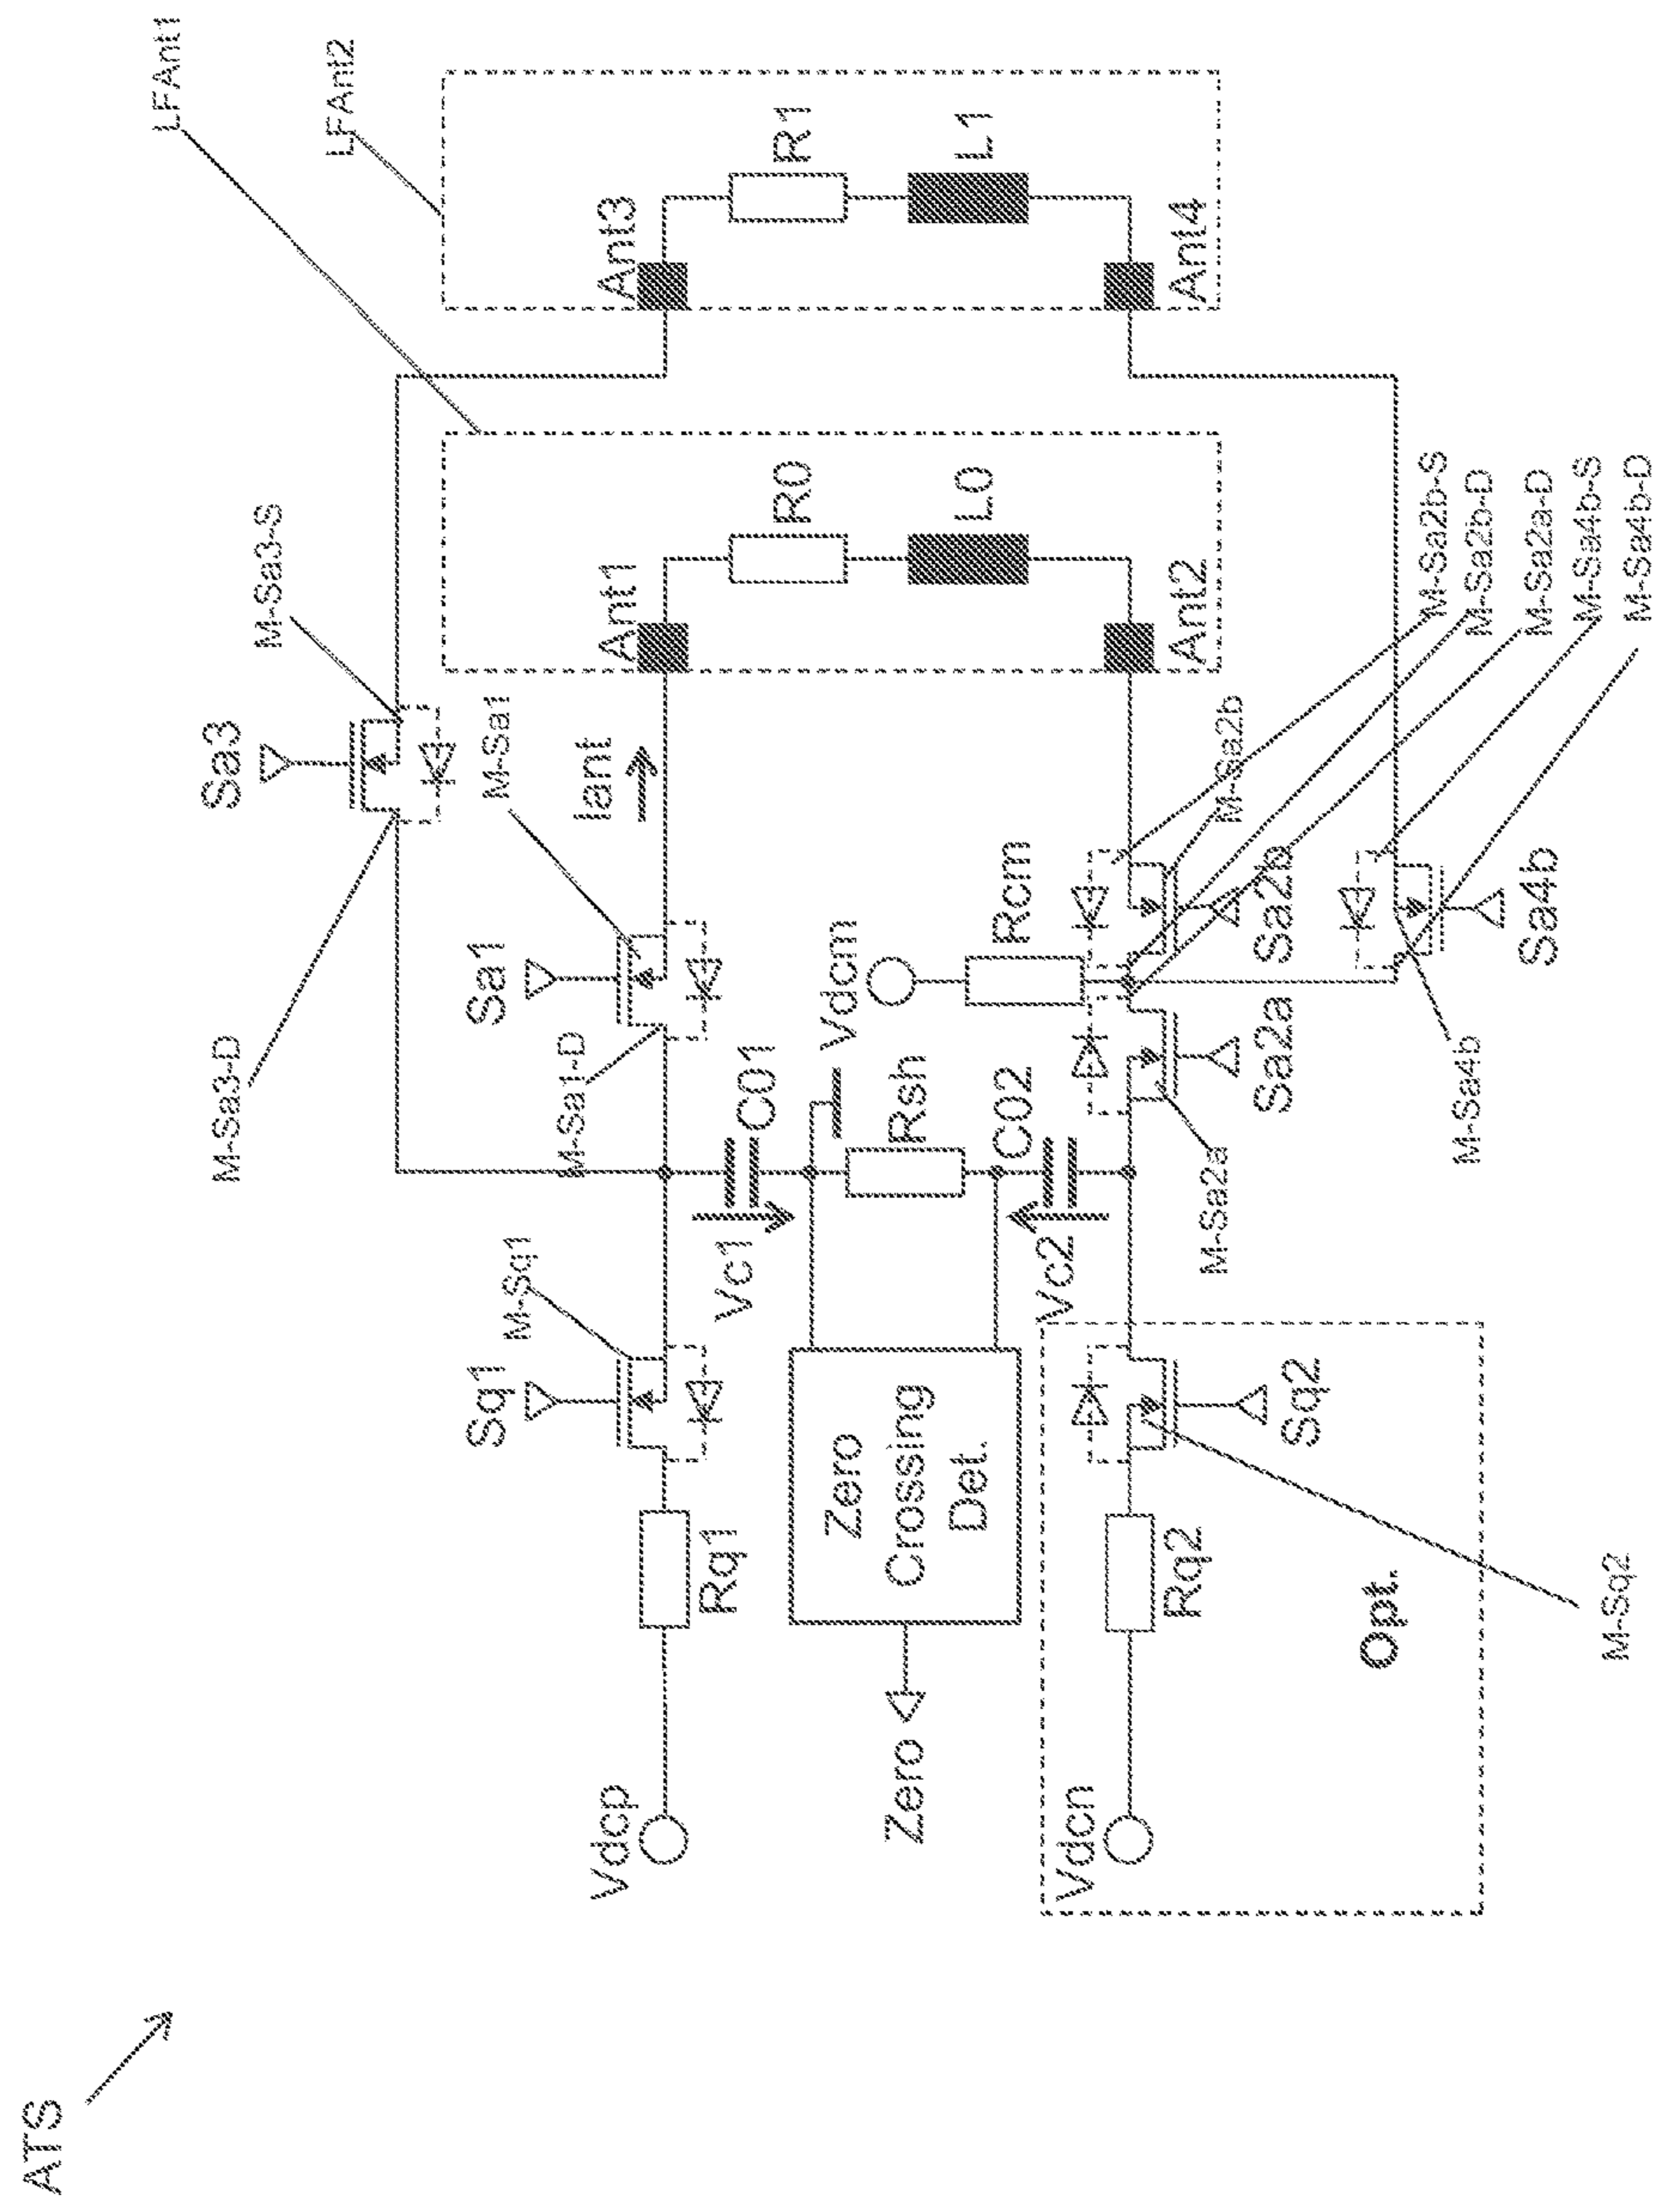 ATS
LFAnt1
LFAnt2
M-Sa3-S
M-Sa3-D
Sa3
M-Sa1
Sa1
M-Sa1-D
Iant
Ant1
R0
L0
Ant2
Ant3
R1
L1
Ant4
M-Sq1
Sq1
Vdcp
Rq1
Vc1
C01
Vdcm
Rcm
Rsh
C02
Vc2
Zero
Crossing
Det.
Zero
Vdcn
Rq2
Sq2
Opt.
M-Sq2
M-Sa2a
Sa2a
Sa2b
M-Sa2b
Sa4b
M-Sa4b
M-Sa2b-S
M-Sa2b-D
M-Sa2a-D
M-Sa4b-S
M-Sa4b-D